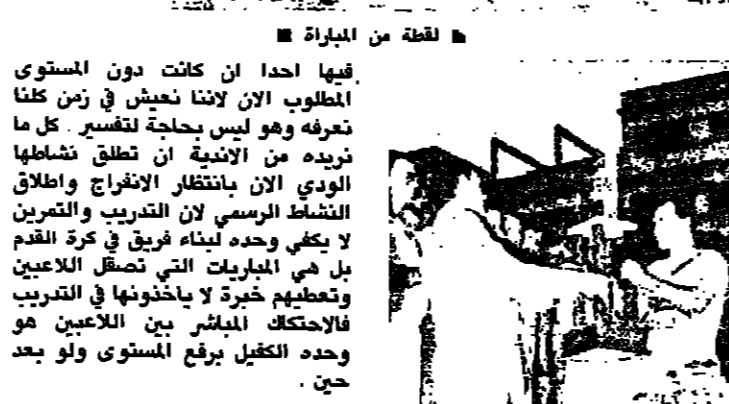 لقطة من المباراة
فيها احدا ان كانت دون المستوى
المطلوب الان لاننا نعيش في زمن كلنا
نعرفه وهو ليس بحاجة لتفسير . كل ما
نريده من الاندية ان تطلق نشاطها
الودي الان بأنتظار الانفراج واطلاق
النشاط الرسمي لان التدريب والتمرين
لا يكفي وحده لبناء فريق في كرة القدم
بل هي المباريات التي تصقل اللاعبين
وتعطيهم خبرة لا يأخذونها في التدريب
فالاحتكاك المباشر بين اللاعبين هو
وحده الكفيل برفع المستوى ولو بعد
حين .